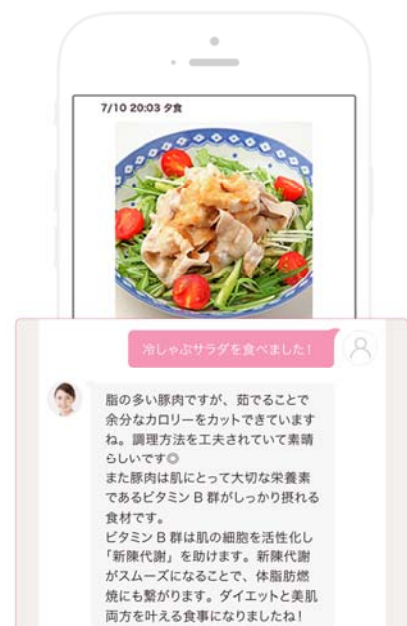 7/10 20:03 夕食
冷しゃぶサラダを食べました！
脂の多い豚肉ですが、茹でることで
余分なカロリーをカットできています
ね。調理方法を工夫されていて素晴
らしいです◎
また豚肉は肌にとって大切な栄養素
であるビタミン B 群がしっかり摂れる
食材です。
ビタミン B 群は肌の細胞を活性化し
「新陳代謝」を助けます。新陳代謝
がスムーズになることで、体脂肪燃
焼にも繋がります。ダイエットと美肌
両方を叶える食事になりましたね！